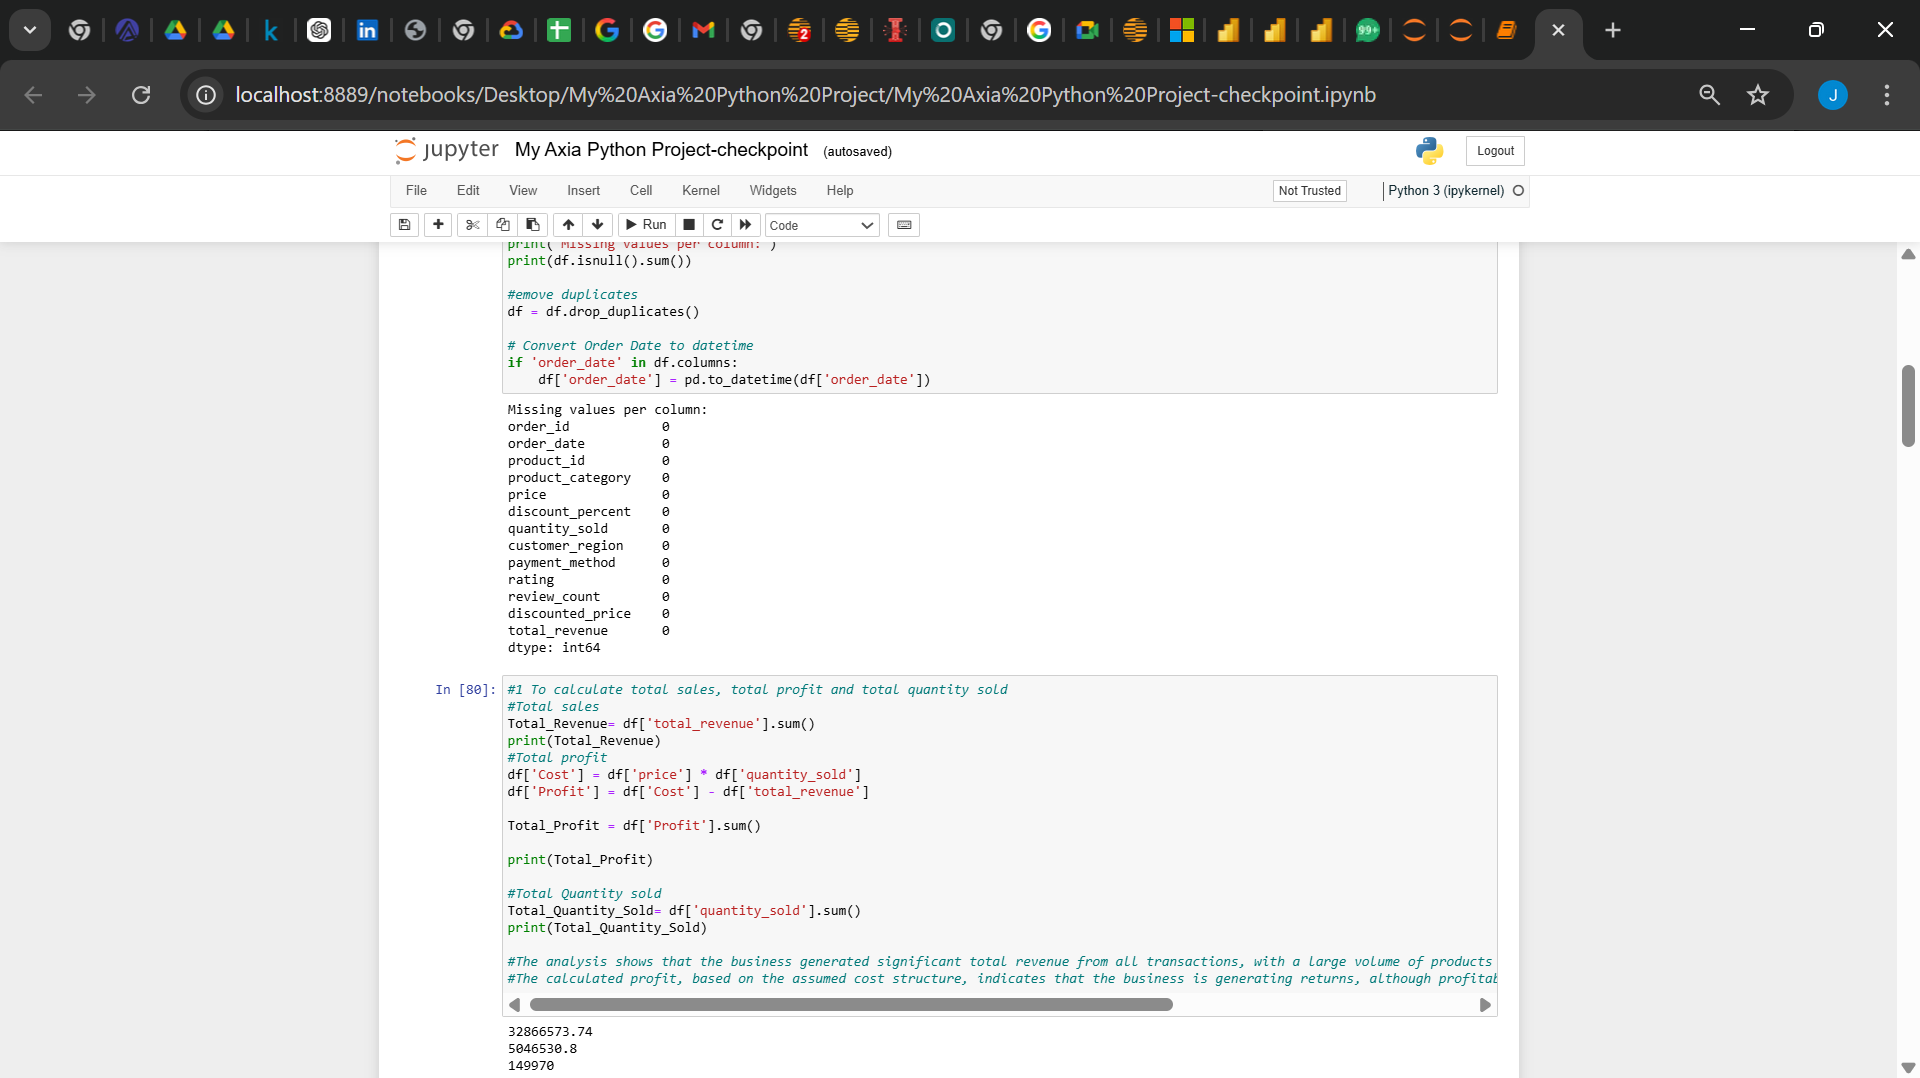 2
99+
localhost:8889/notebooks/Desktop/My%20Axia%20Python%20Project/My%20Axia%20Python%20Project-checkpoint.ipynb
J
jupyter My Axia Python Project-checkpoint (autosaved)
Logout
File Edit View Insert Cell Kernel Widgets Help
Not Trusted
Python 3 (ipykernel)
Run
Code
print("Missing values per column:")
print(df.isnull().sum())
#emove duplicates
df = df.drop_duplicates()
# Convert Order Date to datetime
if 'order_date' in df.columns:
    df['order_date'] = pd.to_datetime(df['order_date'])
Missing values per column:
order_id            0
order_date          0
product_id          0
product_category    0
price               0
discount_percent    0
quantity_sold       0
customer_region     0
payment_method      0
rating              0
review_count        0
discounted_price    0
total_revenue       0
dtype: int64
In [80]:
#1 To calculate total sales, total profit and total quantity sold
#Total sales
Total_Revenue= df['total_revenue'].sum()
print(Total_Revenue)
#Total profit
df['Cost'] = df['price'] * df['quantity_sold']
df['Profit'] = df['Cost'] - df['total_revenue']
Total_Profit = df['Profit'].sum()
print(Total_Profit)
#Total Quantity sold
Total_Quantity_Sold= df['quantity_sold'].sum()
print(Total_Quantity_Sold)
#The analysis shows that the business generated significant total revenue from all transactions, with a large volume of products
#The calculated profit, based on the assumed cost structure, indicates that the business is generating returns, although profitab
32866573.74
5046530.8
149970